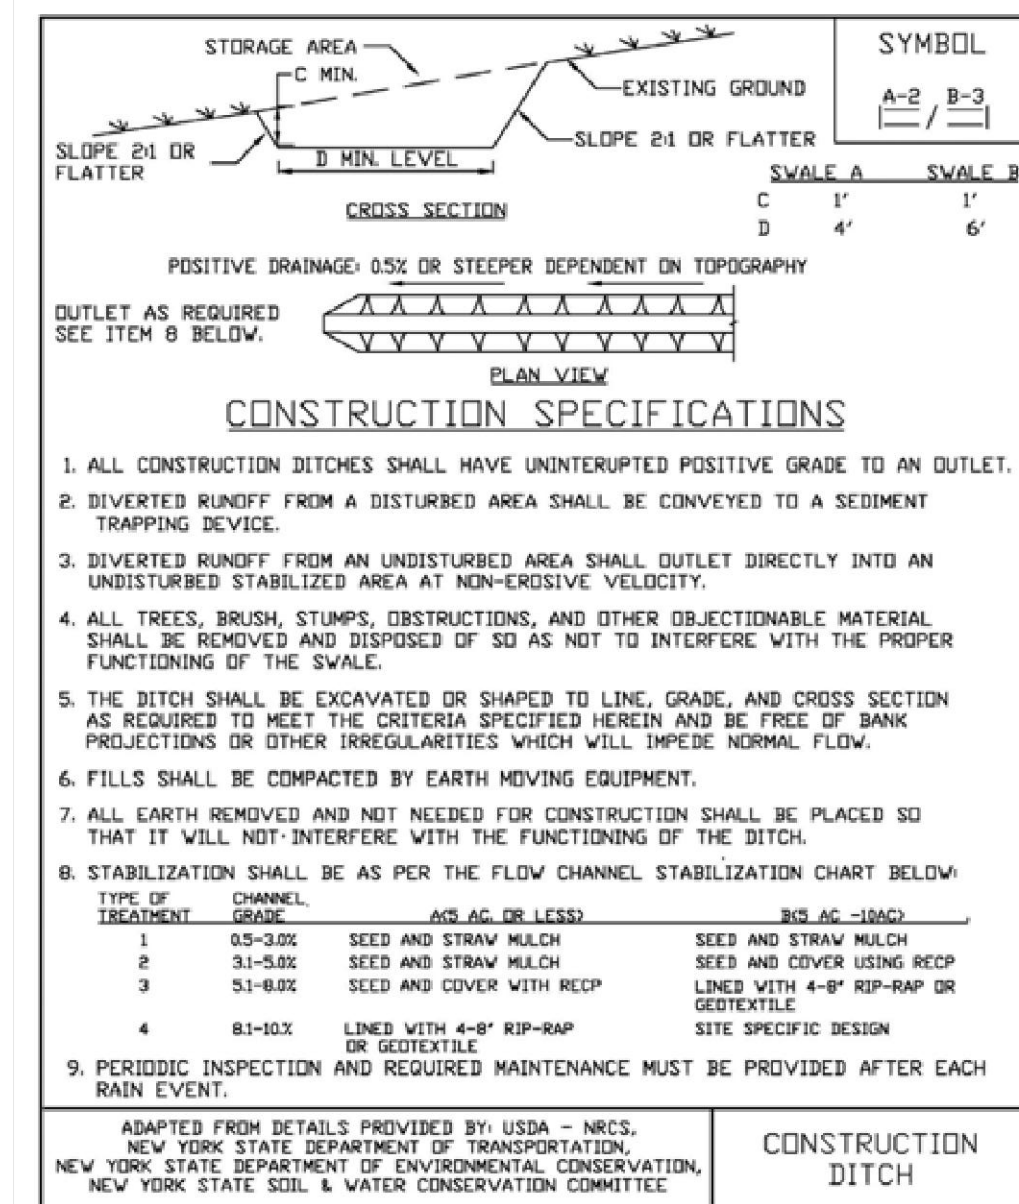 STORAGE AREA
C MIN.
EXISTING GROUND
SLOPE 2:1 OR
FLATTER
SLOPE 2:1 OR FLATTER
D MIN. LEVEL
CROSS SECTION
SYMBOL
A-2 / B-3
SWALE A SWALE B
C 1' 1'
D 4' 6'
POSITIVE DRAINAGE: 0.5% OR STEEPER DEPENDENT ON TOPOGRAPHY
OUTLET AS REQUIRED
SEE ITEM 8 BELOW.
PLAN VIEW
CONSTRUCTION SPECIFICATIONS
1. ALL CONSTRUCTION DITCHES SHALL HAVE UNINTERUPTED POSITIVE GRADE TO AN OUTLET.
2. DIVERTED RUNOFF FROM A DISTURBED AREA SHALL BE CONVEYED TO A SEDIMENT
TRAPPING DEVICE.
3. DIVERTED RUNOFF FROM AN UNDISTURBED AREA SHALL OUTLET DIRECTLY INTO AN
UNDISTURBED STABILIZED AREA AT NON-EROSIVE VELOCITY.
4. ALL TREES, BRUSH, STUMPS, OBSTRUCTIONS, AND OTHER OBJECTIONABLE MATERIAL
SHALL BE REMOVED AND DISPOSED OF SO AS NOT TO INTERFERE WITH THE PROPER
FUNCTIONING OF THE SWALE.
5. THE DITCH SHALL BE EXCAVATED OR SHAPED TO LINE, GRADE, AND CROSS SECTION
AS REQUIRED TO MEET THE CRITERIA SPECIFIED HEREIN AND BE FREE OF BANK
PROJECTIONS OR OTHER IRREGULARITIES WHICH WILL IMPEDE NORMAL FLOW.
6. FILLS SHALL BE COMPACTED BY EARTH MOVING EQUIPMENT.
7. ALL EARTH REMOVED AND NOT NEEDED FOR CONSTRUCTION SHALL BE PLACED SO
THAT IT WILL NOT INTERFERE WITH THE FUNCTIONING OF THE DITCH.
8. STABILIZATION SHALL BE AS PER THE FLOW CHANNEL STABILIZATION CHART BELOW:
TYPE OF CHANNEL
TREATMENT GRADE A(5 AC. OR LESS) B(5 AC -10AC)
1 0.5-3.0% SEED AND STRAW MULCH SEED AND STRAW MULCH
2 3.1-5.0% SEED AND STRAW MULCH SEED AND COVER USING RECP
3 5.1-8.0% SEED AND COVER WITH RECP LINED WITH 4-8" RIP-RAP OR
GEOTEXTILE
4 8.1-10.% LINED WITH 4-8" RIP-RAP SITE SPECIFIC DESIGN
OR GEOTEXTILE
9. PERIODIC INSPECTION AND REQUIRED MAINTENANCE MUST BE PROVIDED AFTER EACH
RAIN EVENT.
ADAPTED FROM DETAILS PROVIDED BY: USDA - NRCS,
NEW YORK STATE DEPARTMENT OF TRANSPORTATION,
NEW YORK STATE DEPARTMENT OF ENVIRONMENTAL CONSERVATION,
NEW YORK STATE SOIL & WATER CONSERVATION COMMITTEE
CONSTRUCTION
DITCH